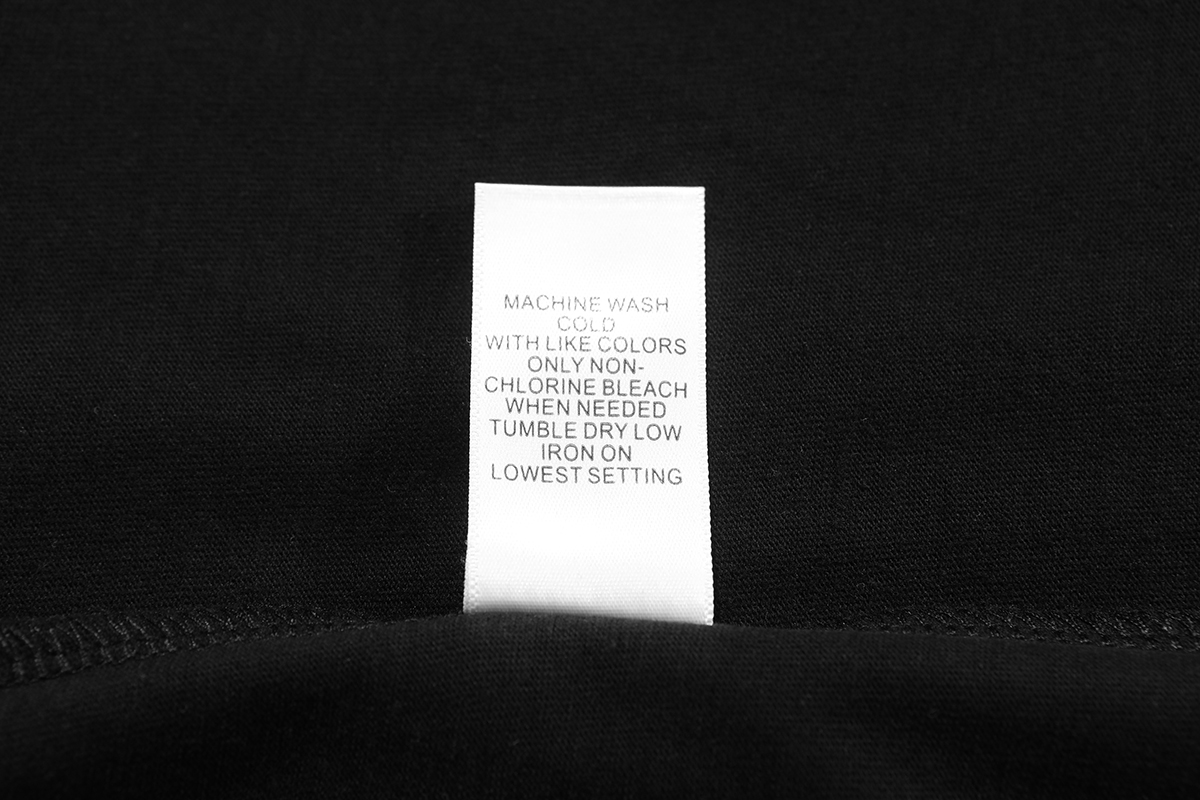 MACHINE WASH
COLD
WITH LIKE COLORS
ONLY NON-
CHLORINE BLEACH
WHEN NEEDED
TUMBLE DRY LOW
IRON ON
LOWEST SETTING